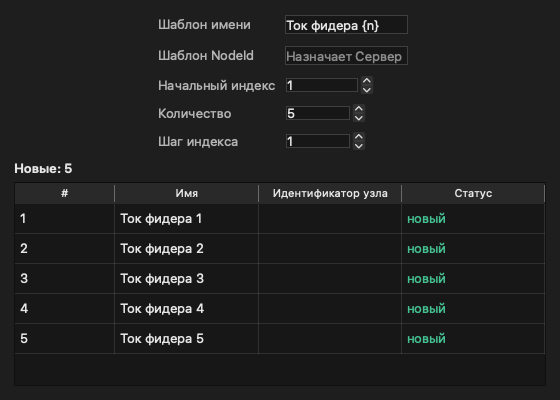 Шаблон имени Ток фидера {n}
Шаблон NodeId Назначает Сервер
Начальный индекс 1
Количество 5
Шаг индекса 1
Новые: 5
# Имя Идентификатор узла Статус
1 Ток фидера 1 новый
2 Ток фидера 2 новый
3 Ток фидера 3 новый
4 Ток фидера 4 новый
5 Ток фидера 5 новый